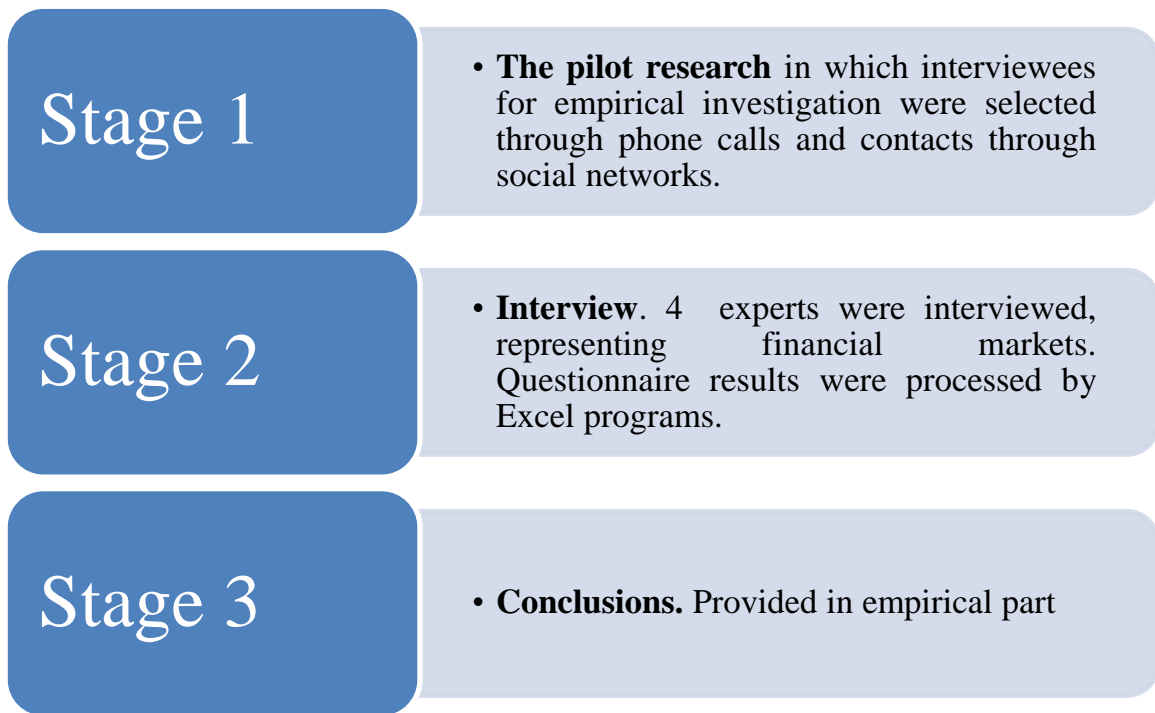 Stage 1
• The pilot research in which interviewees
for empirical investigation were selected
through phone calls and contacts through
social networks.
Stage 2
• Interview. 4 experts were interviewed,
representing financial markets.
Questionnaire results were processed by
Excel programs.
Stage 3
• Conclusions. Provided in empirical part